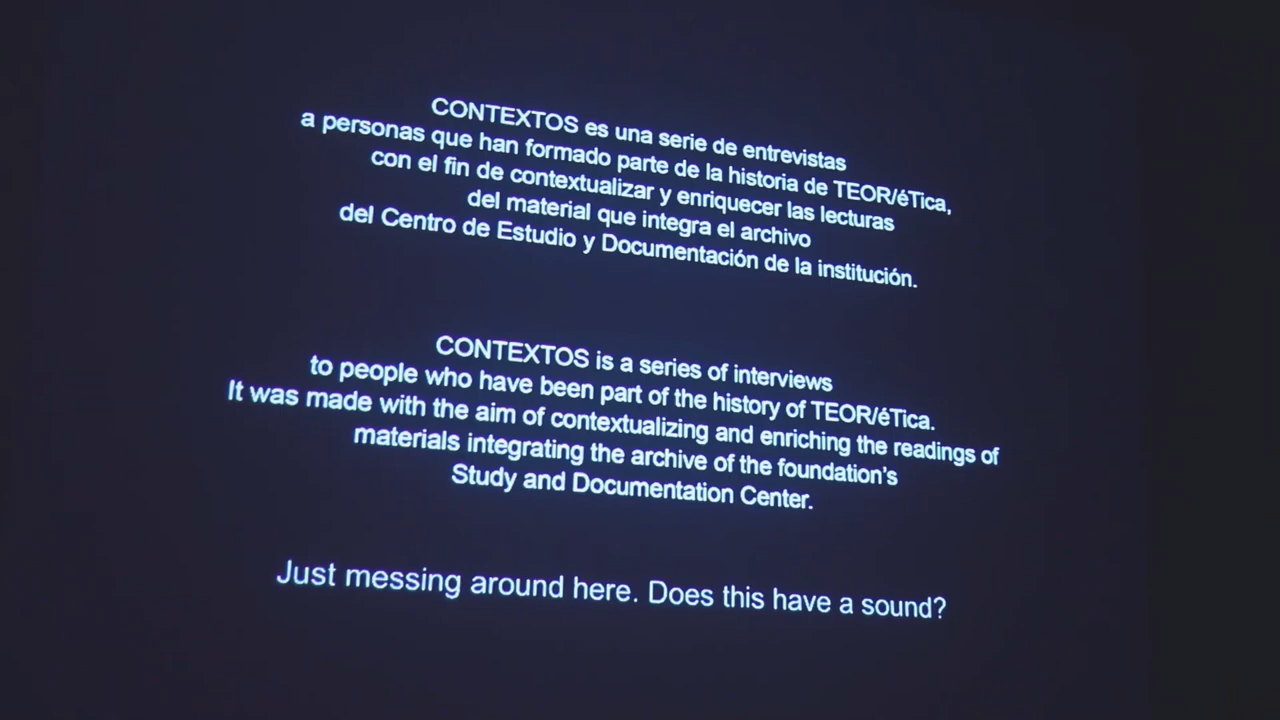 CONTEXTOS es una serie de entrevistas
a personas que han formado parte de la historia de TEOR/éTica,
con el fin de contextualizar y enriquecer las lecturas
del material que integra el archivo
del Centro de Estudio y Documentación de la institución.
CONTEXTOS is a series of interviews
to people who have been part of the history of TEOR/éTica.
It was made with the aim of contextualizing and enriching the readings of
materials integrating the archive of the foundation's
Study and Documentation Center.
Just messing around here. Does this have a sound?